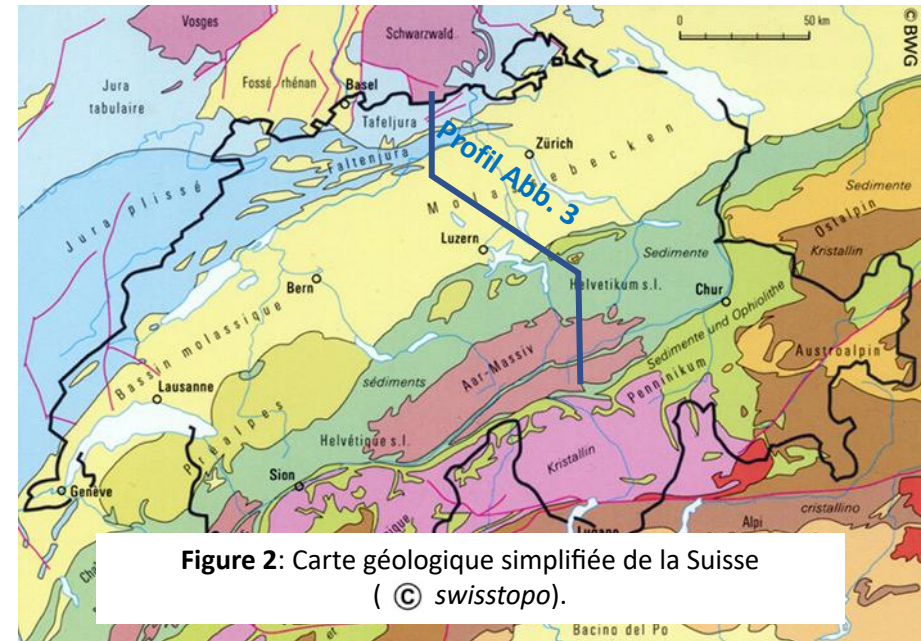 Vosges
Schwarzwald
0 50 km
© BWG
Jura
tabulaire
Fossé rhénan
Basel
Tafeljura
Faltenjura
Zürich
Profil Abb. 3
Jura plissé
Luzern
Sedimente
Ostalpin
Kristallin
Sedimente
Bern
Helvetikum s.l.
Chur
Bassin molassique
Aar-Massiv
Sedimente und Ophiolithe
Penninikum
Austroalpin
Lausanne
sédiments
Préalpes
Helvétique s.l.
Sion
Kristallin
Genève
Lugano
Alpi
cristallino
Figure 2: Carte géologique simplifiée de la Suisse
( © swisstopo).
et
Bacino del Po